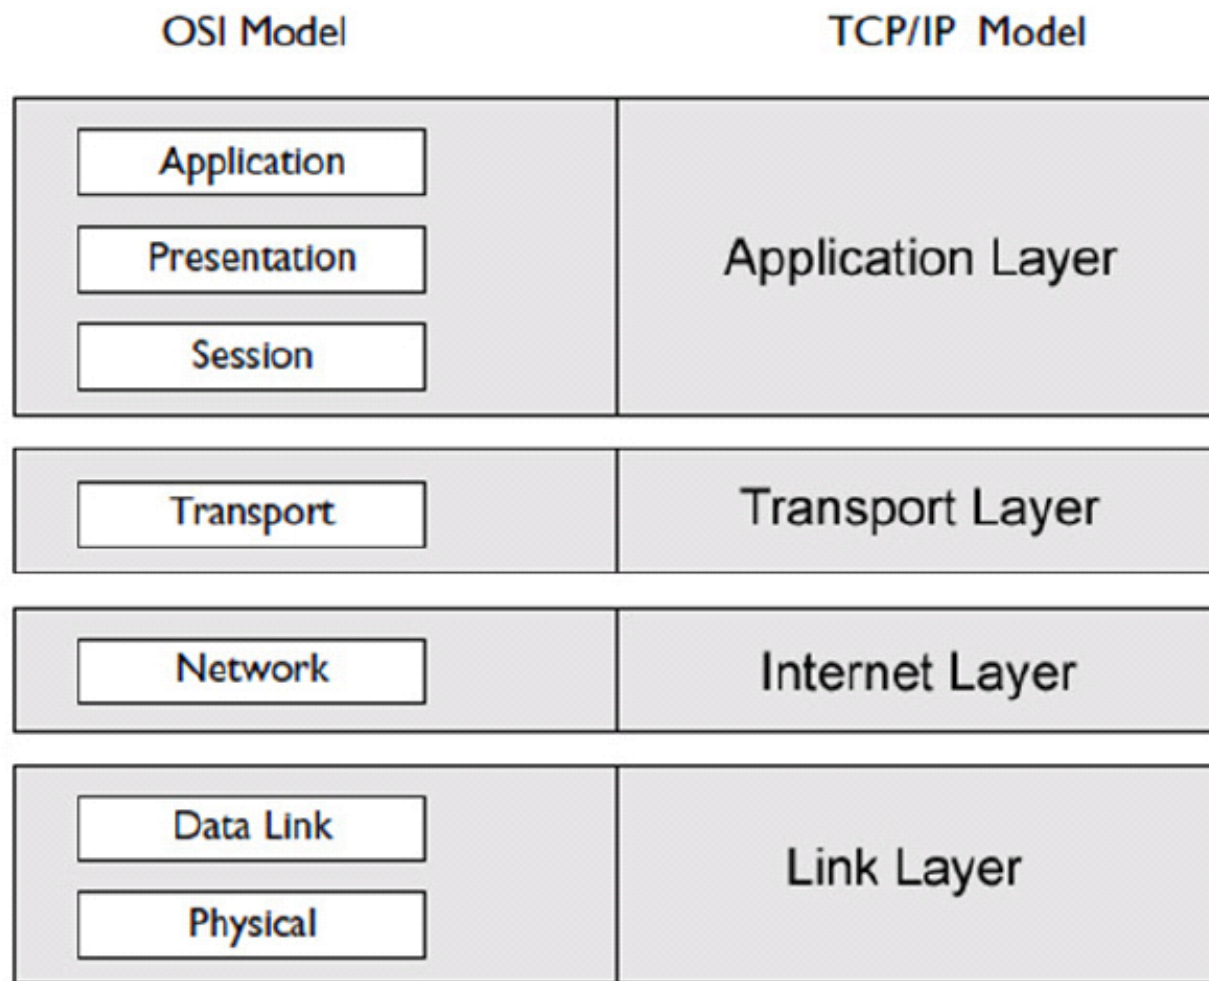 OSI Model
TCP/IP Model
Application
Presentation
Session
Application Layer
Transport
Transport Layer
Network
Internet Layer
Data Link
Physical
Link Layer